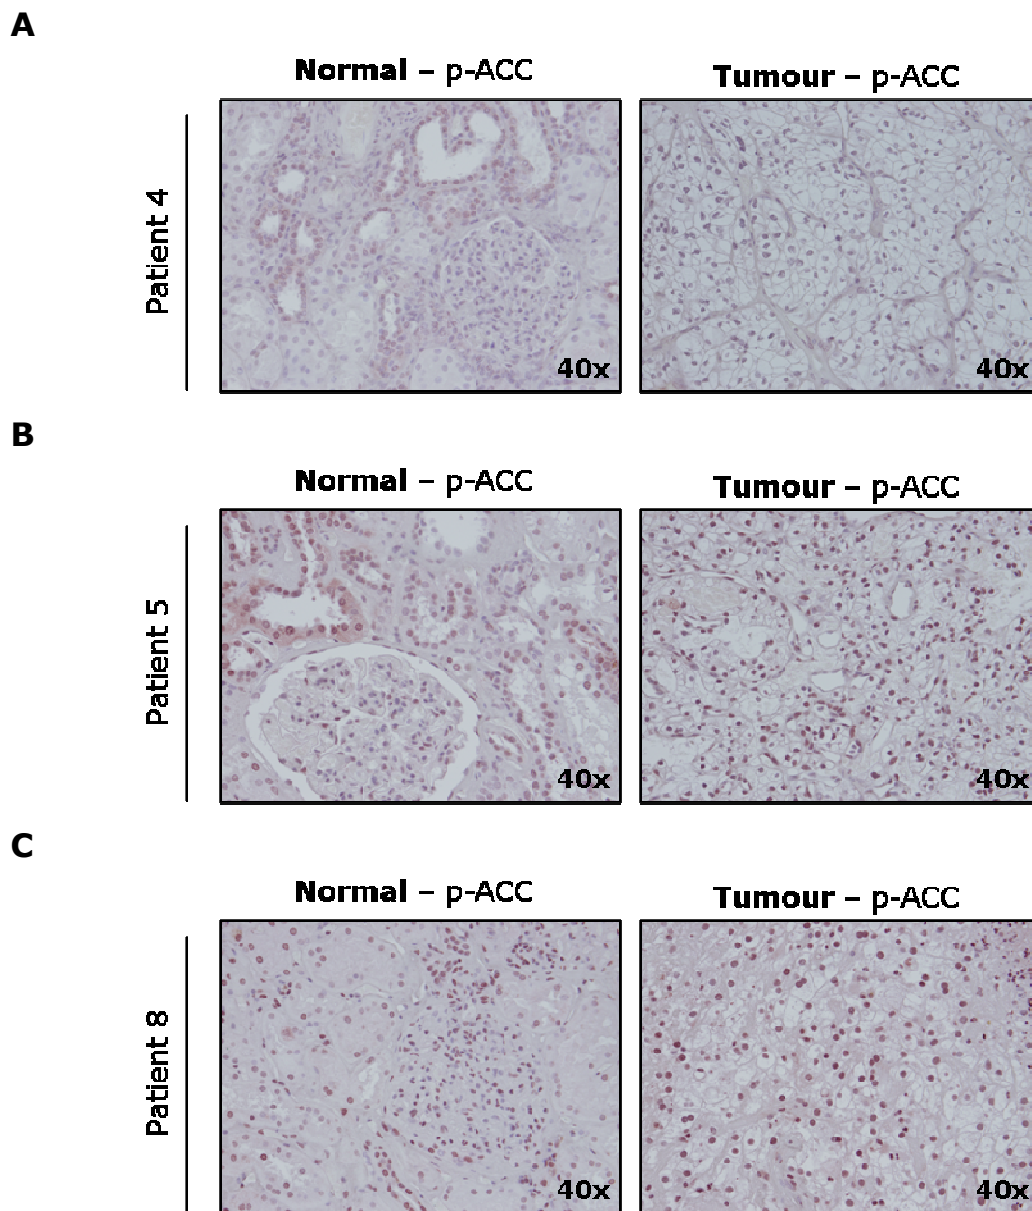 A
Normal – p-ACC
Tumour – p-ACC
Patient 4
40x
40x
B
Normal – p-ACC
Tumour – p-ACC
Patient 5
40x
40x
C
Normal – p-ACC
Tumour – p-ACC
Patient 8
40x
40x